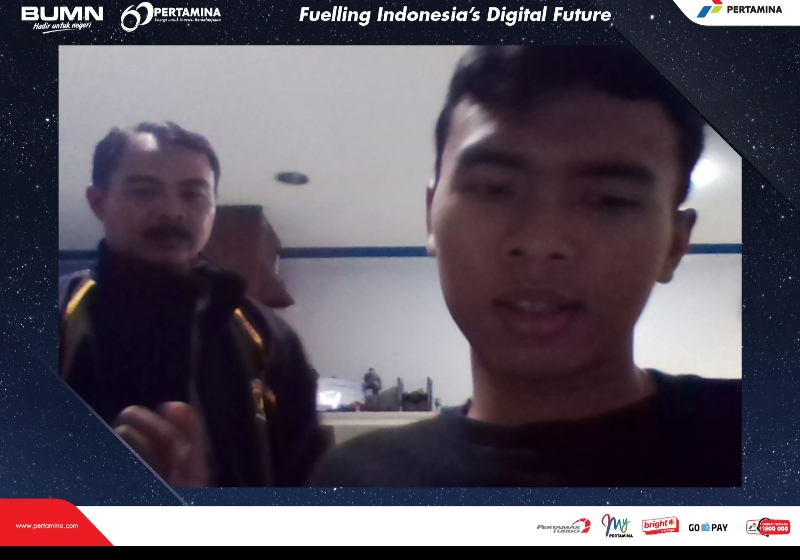 BUMN
Hadir untuk negeri
60 PERTAMINA
Fuelling Indonesia's Digital Future
PERTAMINA
www.pertamina.com
PERTAMAX
TURBO
My
PERTAMINA
bright
GO PAY
1500 000